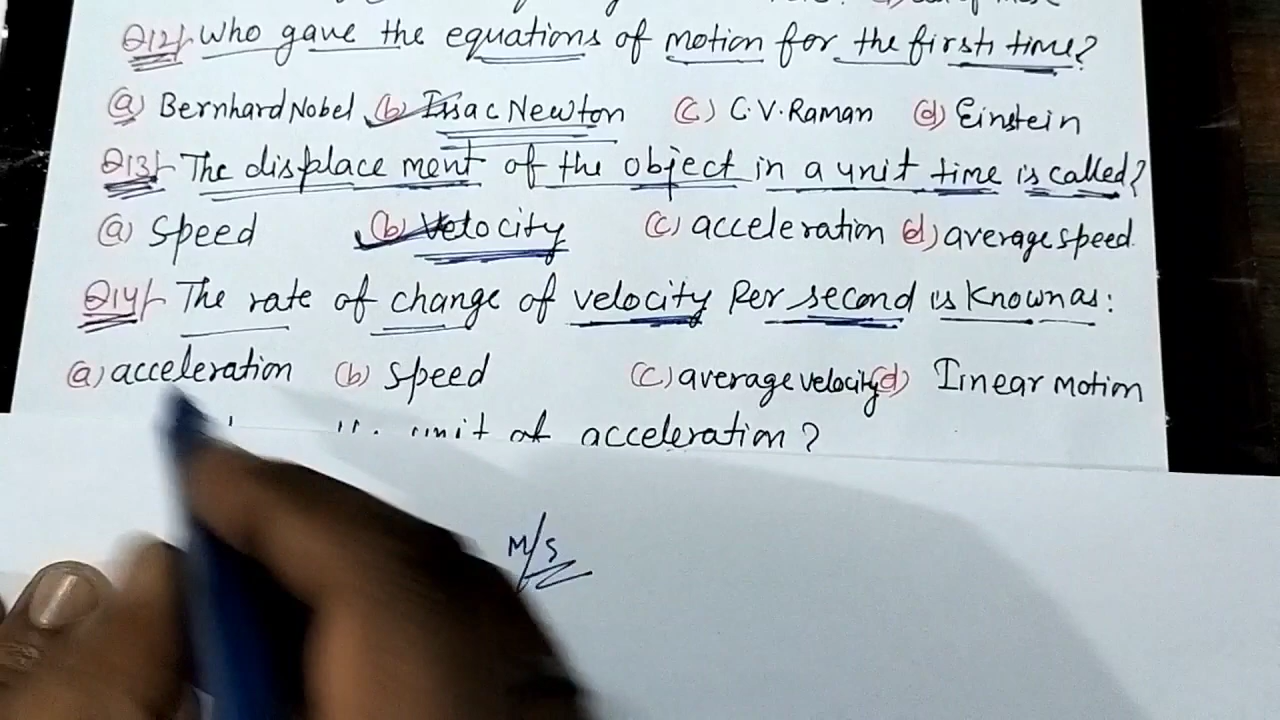 Q12/- Who gave the equations of motion for the first time?
(a) Bernhard Nobel (b) Issac Newton (C) C.V. Raman (d) Einstein
Q13/- The displace ment of the object in a unit time is called?
(a) Speed (b) Velocity (C) acceleration d) average speed.
Q14/- The rate of change of velocity Per second is Known as:
(a) acceleration (b) Speed (C) average velocity (d) Linear motion
unit of acceleration?
M/S